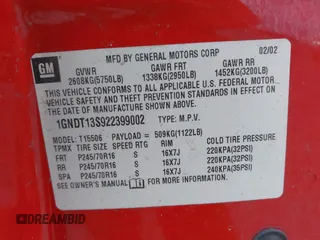 GM
MFD BY GENERAL MOTORS CORP 02/02
GVWR GAWR FRT GAWR RR
2608KG(5750LB) 1338KG(2950LB) 1452KG(3200LB)
THIS VEHICLE CONFORMS TO ALL APPLICABLE U.S. FEDERAL MOTOR
VEHICLE SAFETY AND THEFT PREVENTION STANDARDS IN EFFECT ON
THE DATE OF MANUFACTURE SHOWN ABOVE.
1GNDT13S922399002 TYPE: M.P.V.
MODEL: T15506 PAYLOAD = 509KG(1122LB)
TPMX TIRE SIZE SPEED RTG RIM COLD TIRE PRESSURE
FRT P245/70R16 S 16X7J 220KPA(32PSI)
RR P245/70R16 S 16X7J 220KPA(32PSI)
SPA P245/70R16 S 16X7J 240KPA(35PSI)
SEE OWNER'S MANUAL FOR MORE INFORMATION
AUTOBIDMASTER